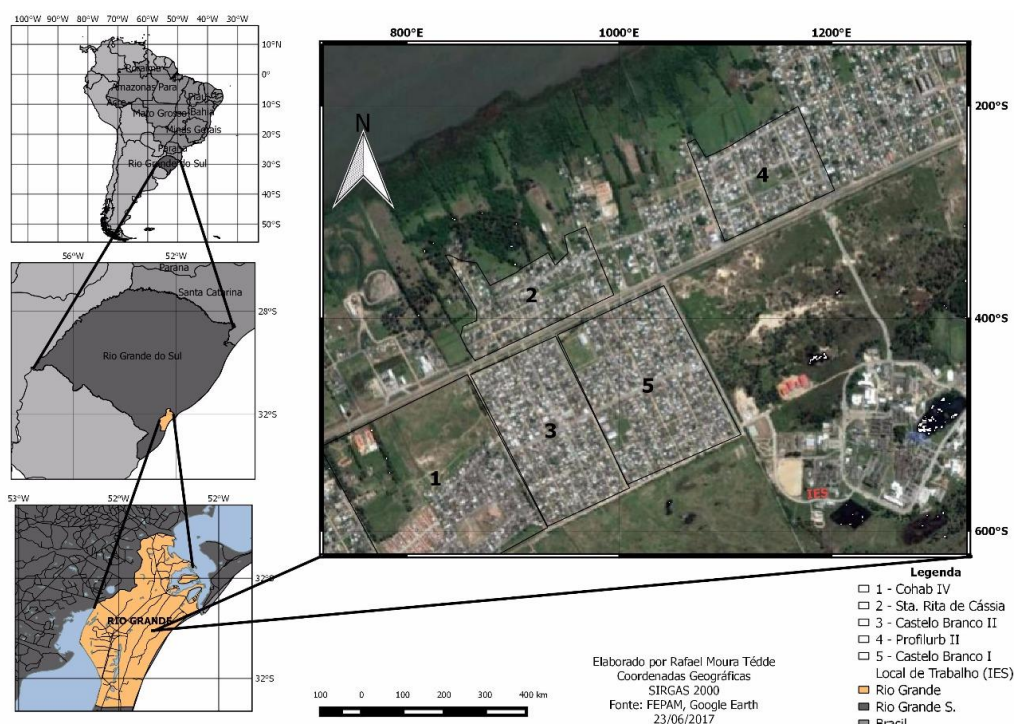 100°W 90°W 80°W 70°W 60°W 50°W 40°W 30°W
10°N
0°
10°S
20°S
30°S
40°S
50°S
Roraima
Amazonas Para
Acre
Piauí
Mato Grosso
Bahia
Minas Gerais
Parana
Rio Grande do Sul
56°W 52°W
Parana
Santa Catarina
28°S
Rio Grande do Sul
32°S
53°W 52°W 52°W
32°S
RIO GRANDE
32°S
800°E 1000°E 1200°E
200°S
400°S
600°S
N
4
2
5
3
1
IES
100 0 100 200 300 400 km
Elaborado por Rafael Moura Tédde
Coordenadas Geográficas
SIRGAS 2000
Fonte: FEPAM, Google Earth
23/06/2017
Legenda
1 - Cohab IV
2 - Sta. Rita de Cássia
3 - Castelo Branco II
4 - Profilurb II
5 - Castelo Branco I
Local de Trabalho (IES)
Rio Grande
Rio Grande S.
Brasil